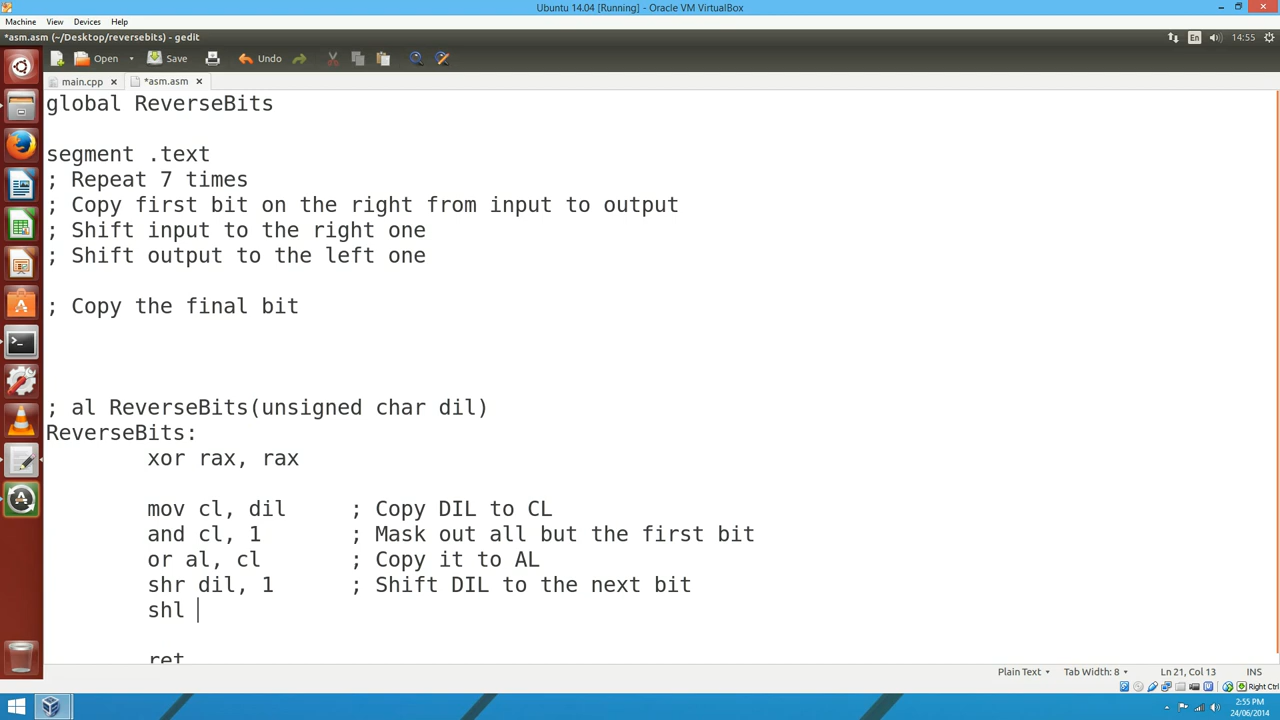 Ubuntu 14.04 [Running] - Oracle VM VirtualBox
Machine View Devices Help
*asm.asm (~/Desktop/reversebits) - gedit
En 14:55
Open Save Undo
main.cpp *asm.asm
global ReverseBits
segment .text
; Repeat 7 times
; Copy first bit on the right from input to output
; Shift input to the right one
; Shift output to the left one
; Copy the final bit
; al ReverseBits(unsigned char dil)
ReverseBits:
xor rax, rax
mov cl, dil ; Copy DIL to CL
and cl, 1 ; Mask out all but the first bit
or al, cl ; Copy it to AL
shr dil, 1 ; Shift DIL to the next bit
shl
ret
Plain Text Tab Width: 8 Ln 21, Col 13 INS
Right Ctrl
2:55 PM
24/06/2014